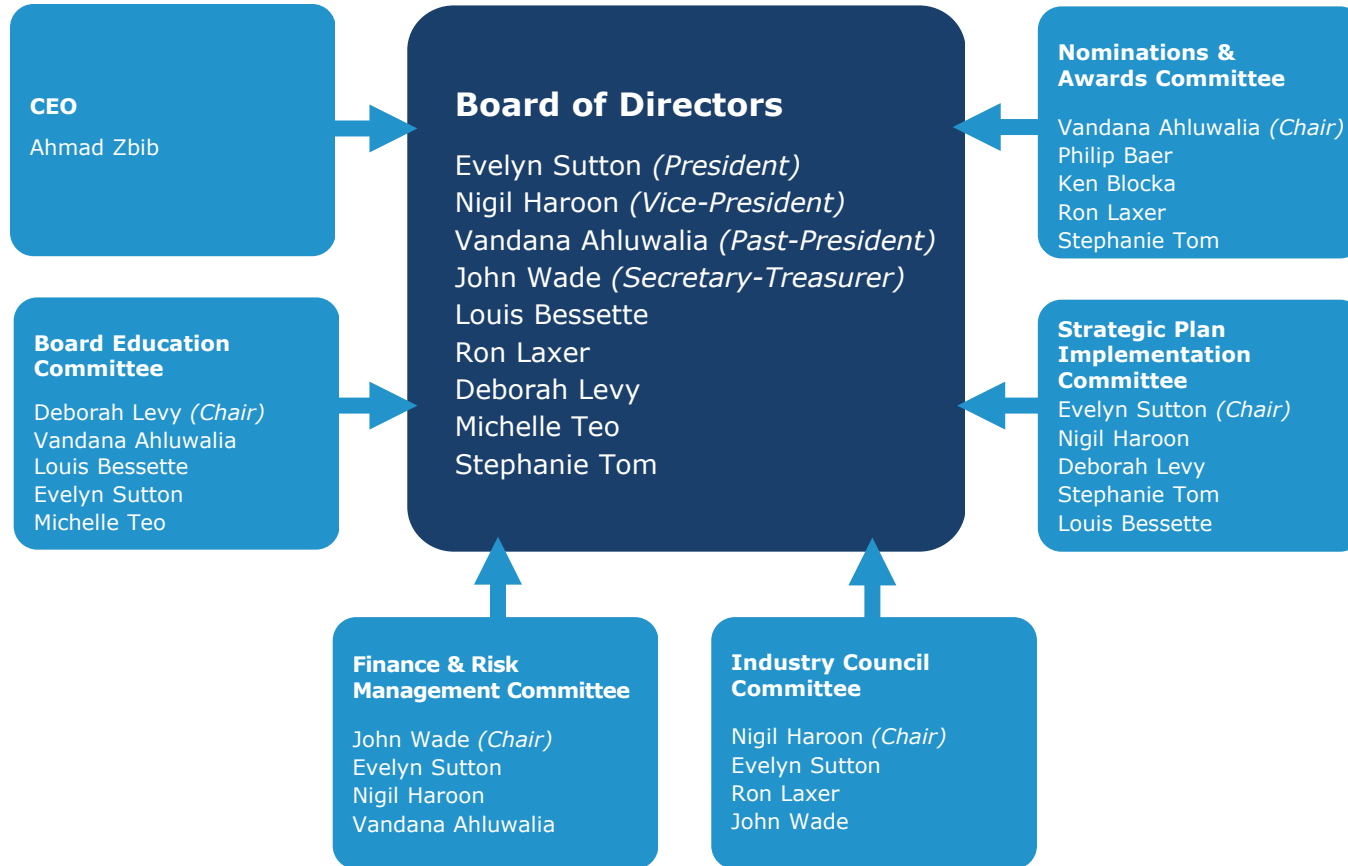 CEO
Ahmad Zbib
Board of Directors
Evelyn Sutton (President)
Nigil Haroon (Vice-President)
Vandana Ahluwalia (Past-President)
John Wade (Secretary-Treasurer)
Louis Bessette
Ron Laxer
Deborah Levy
Michelle Teo
Stephanie Tom
Nominations &
Awards Committee
Vandana Ahluwalia (Chair)
Philip Baer
Ken Blocka
Ron Laxer
Stephanie Tom
Board Education
Committee
Deborah Levy (Chair)
Vandana Ahluwalia
Louis Bessette
Evelyn Sutton
Michelle Teo
Strategic Plan
Implementation
Committee
Evelyn Sutton (Chair)
Nigil Haroon
Deborah Levy
Stephanie Tom
Louis Bessette
Finance & Risk
Management Committee
John Wade (Chair)
Evelyn Sutton
Nigil Haroon
Vandana Ahluwalia
Industry Council
Committee
Nigil Haroon (Chair)
Evelyn Sutton
Ron Laxer
John Wade